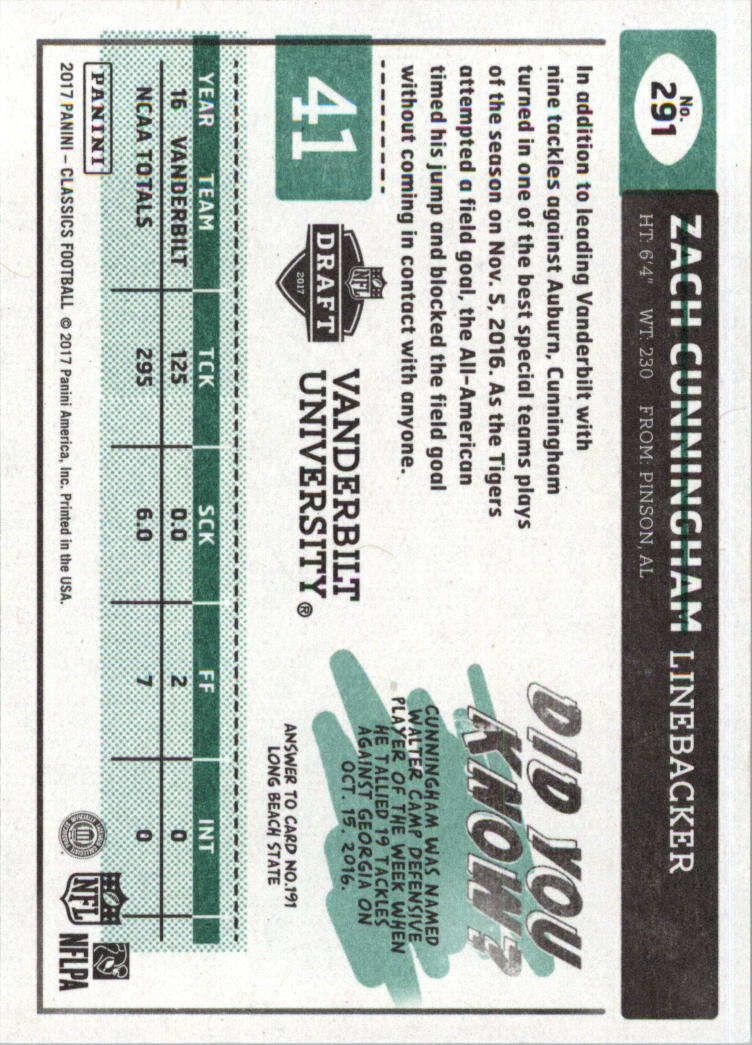 No.
291
ZACH CUNNINGHAM LINEBACKER
HT: 6'4" WT: 230 FROM: PINSON, AL
In addition to leading Vanderbilt with
nine tackles against Auburn, Cunningham
turned in one of the best special teams plays
of the season on Nov. 5, 2016. As the Tigers
attempted a field goal, the All-American
timed his jump and blocked the field goal
without coming in contact with anyone.
DID YOU
KNOW?
CUNNINGHAM WAS NAMED
WALTER CAMP DEFENSIVE
PLAYER OF THE WEEK WHEN
HE TALLIED 19 TACKLES
AGAINST GEORGIA ON
OCT. 15, 2016.
ANSWER TO CARD NO.191
LONG BEACH STATE
41
NFL
DRAFT
2017
VANDERBILT
UNIVERSITY®
YEAR TEAM TCK SCK FF INT
16 VANDERBILT 125 0.0 2 0
NCAA TOTALS 295 6.0 7 0
PANINI
2017 PANINI – CLASSICS FOOTBALL © 2017 Panini America, Inc. Printed in the USA.
NFL
NFLPA